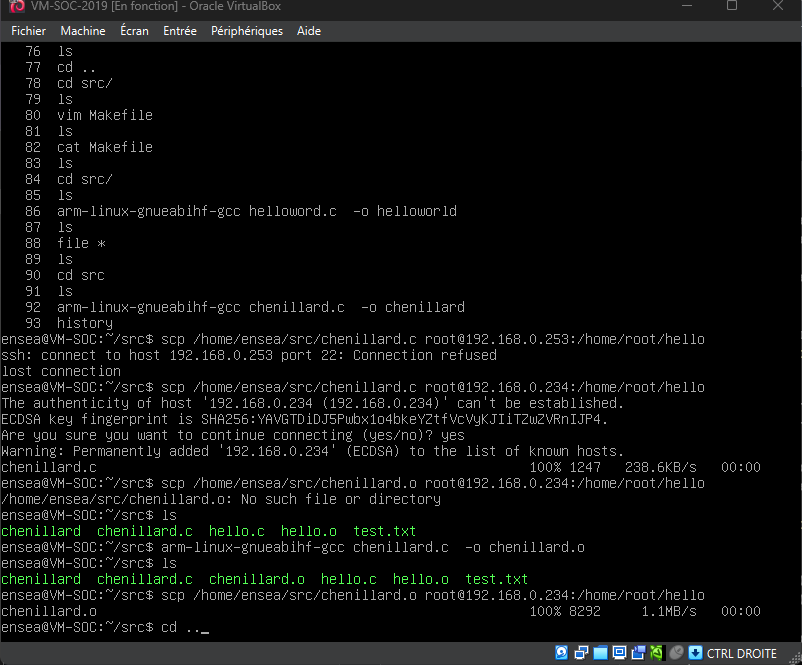 VM-SOC-2019 [En fonction] - Oracle VirtualBox
Fichier Machine Écran Entrée Périphériques Aide
76 ls
77 cd ..
78 cd src/
79 ls
80 vim Makefile
81 ls
82 cat Makefile
83 ls
84 cd src/
85 ls
86 arm-linux-gnueabihf-gcc helloword.c -o helloworld
87 ls
88 file *
89 ls
90 cd src
91 ls
92 arm-linux-gnueabihf-gcc chenillard.c -o chenillard
93 history
ensea@VM-SOC:~/src$ scp /home/ensea/src/chenillard.c root@192.168.0.253:/home/root/hello
ssh: connect to host 192.168.0.253 port 22: Connection refused
lost connection
ensea@VM-SOC:~/src$ scp /home/ensea/src/chenillard.c root@192.168.0.234:/home/root/hello
The authenticity of host '192.168.0.234 (192.168.0.234)' can't be established.
ECDSA key fingerprint is SHA256:YAVGTDiDJ5Pwbx1o4bkeYZtfVcVyKJIiTZwZVRnIJP4.
Are you sure you want to continue connecting (yes/no)? yes
Warning: Permanently added '192.168.0.234' (ECDSA) to the list of known hosts.
chenillard.c 100% 1247 238.6KB/s 00:00
ensea@VM-SOC:~/src$ scp /home/ensea/src/chenillard.o root@192.168.0.234:/home/root/hello
/home/ensea/src/chenillard.o: No such file or directory
ensea@VM-SOC:~/src$ ls
chenillard chenillard.c hello.c hello.o test.txt
ensea@VM-SOC:~/src$ arm-linux-gnueabihf-gcc chenillard.c -o chenillard.o
ensea@VM-SOC:~/src$ ls
chenillard chenillard.c chenillard.o hello.c hello.o test.txt
ensea@VM-SOC:~/src$ scp /home/ensea/src/chenillard.o root@192.168.0.234:/home/root/hello
chenillard.o 100% 8292 1.1MB/s 00:00
ensea@VM-SOC:~/src$ cd .._
CTRL DROITE